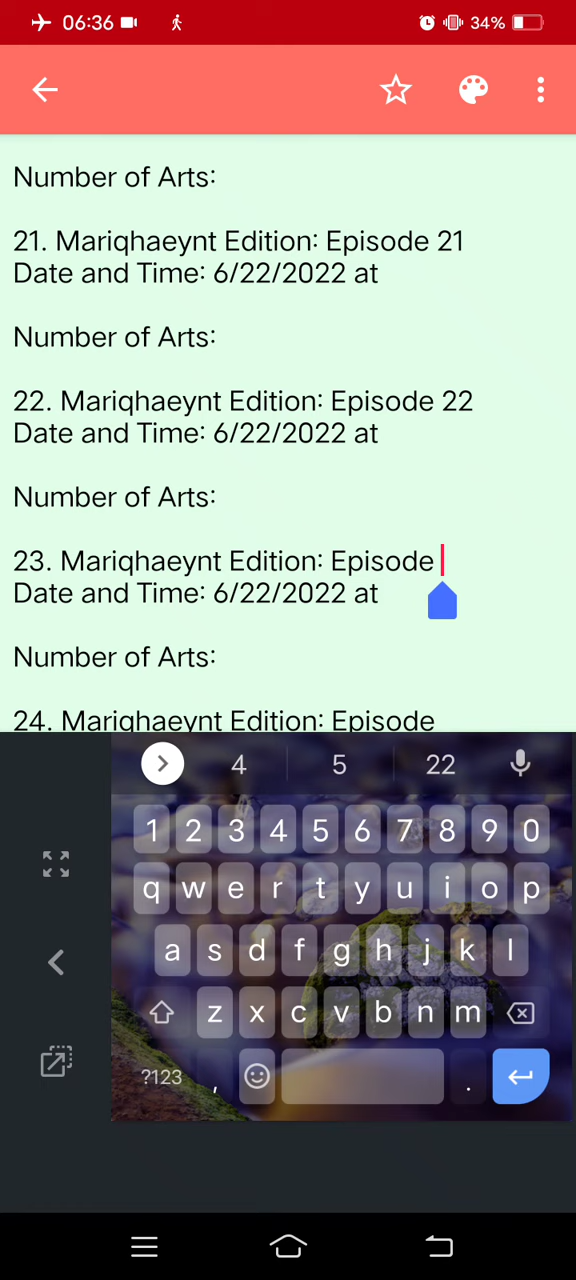 06:36
34%
Number of Arts:
21. Mariqhaeynt Edition: Episode 21
Date and Time: 6/22/2022 at
Number of Arts:
22. Mariqhaeynt Edition: Episode 22
Date and Time: 6/22/2022 at
Number of Arts:
23. Mariqhaeynt Edition: Episode
Date and Time: 6/22/2022 at
Number of Arts:
24. Mariqhaeynt Edition: Episode
4 5 22
1 2 3 4 5 6 7 8 9 0
q w e r t y u i o p
a s d f g h j k l
z x c v b n m
?123 , .